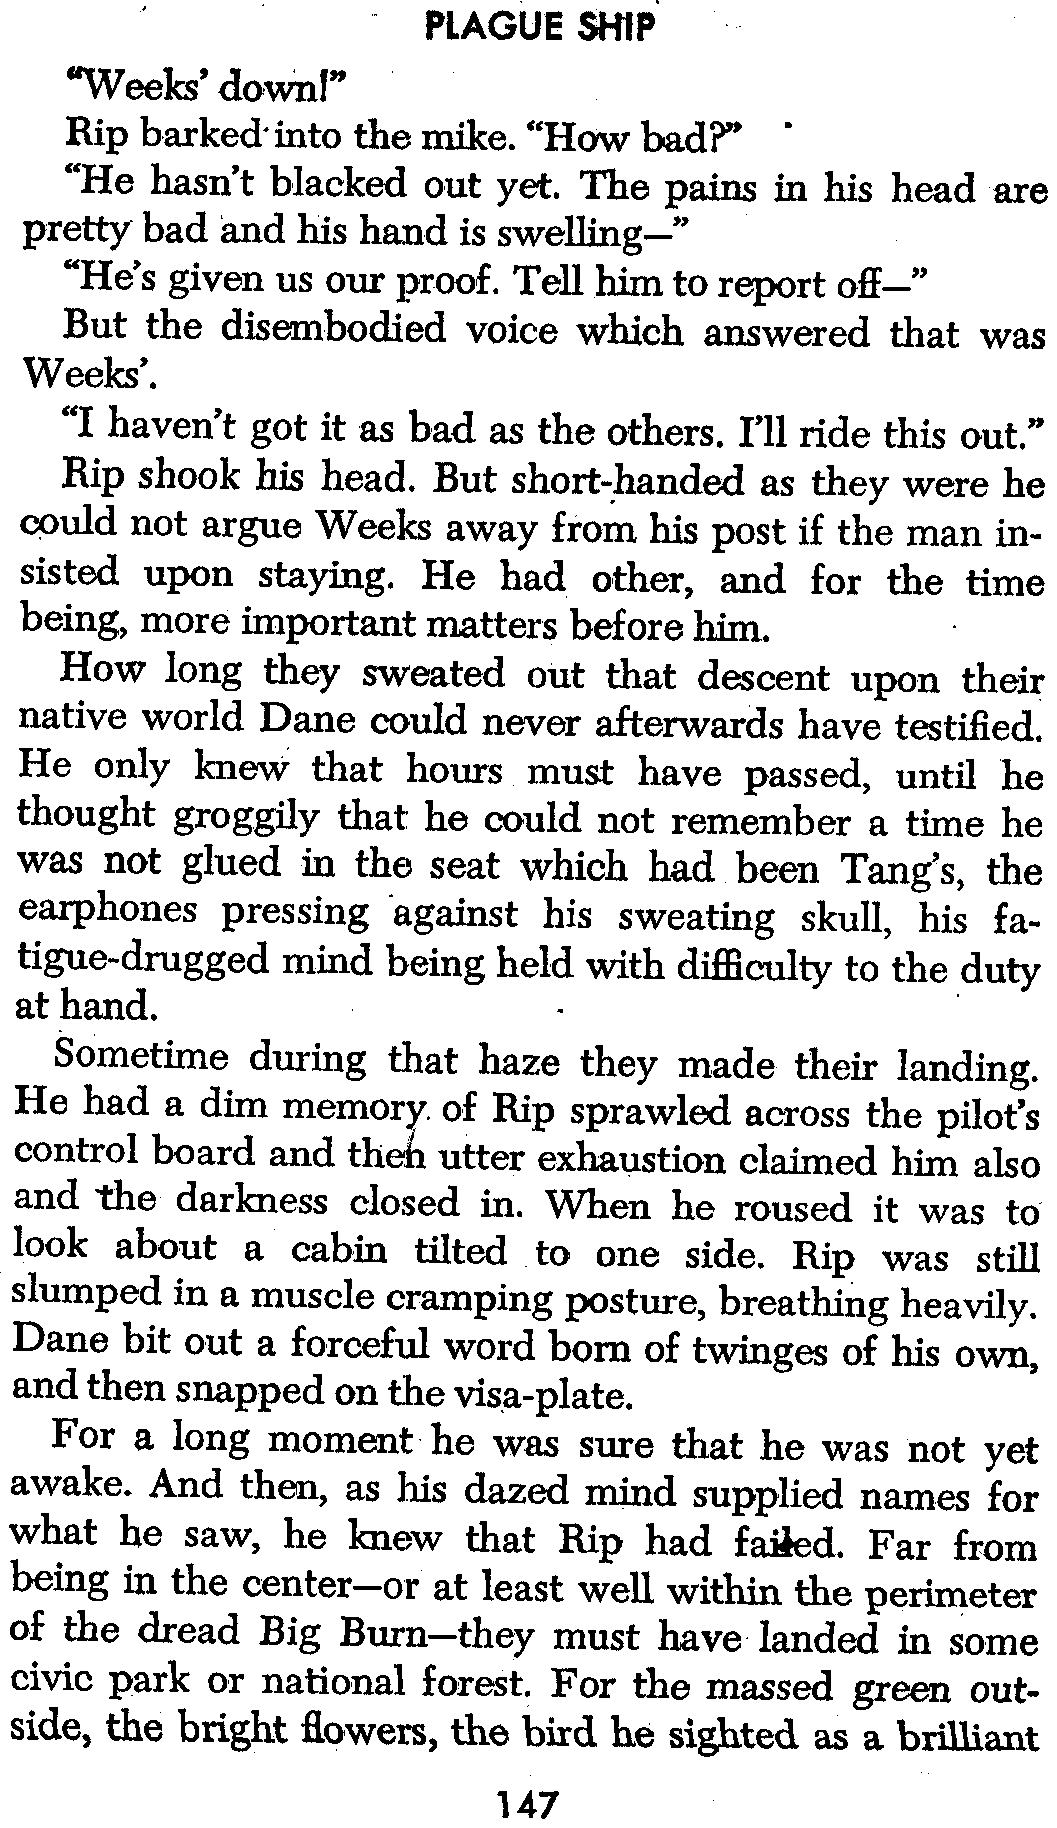 PLAGUE SHIP
“Weeks’ down!”
Rip barked into the mike. “How bad?”
“He hasn’t blacked out yet. The pains in his head are
pretty bad and his hand is swelling—”
“He’s given us our proof. Tell him to report off—”
But the disembodied voice which answered that was
Weeks’.
“I haven’t got it as bad as the others. I’ll ride this out.”
Rip shook his head. But short-handed as they were he
could not argue Weeks away from his post if the man in-
sisted upon staying. He had other, and for the time
being, more important matters before him.
How long they sweated out that descent upon their
native world Dane could never afterwards have testified.
He only knew that hours must have passed, until he
thought groggily that he could not remember a time he
was not glued in the seat which had been Tang’s, the
earphones pressing against his sweating skull, his fa-
tigue-drugged mind being held with difficulty to the duty
at hand.
Sometime during that haze they made their landing.
He had a dim memory of Rip sprawled across the pilot’s
control board and then utter exhaustion claimed him also
and the darkness closed in. When he roused it was to
look about a cabin tilted to one side. Rip was still
slumped in a muscle cramping posture, breathing heavily.
Dane bit out a forceful word born of twinges of his own,
and then snapped on the visa-plate.
For a long moment he was sure that he was not yet
awake. And then, as his dazed mind supplied names for
what he saw, he knew that Rip had failed. Far from
being in the center—or at least well within the perimeter
of the dread Big Burn—they must have landed in some
civic park or national forest. For the massed green out-
side, the bright flowers, the bird he sighted as a brilliant
147